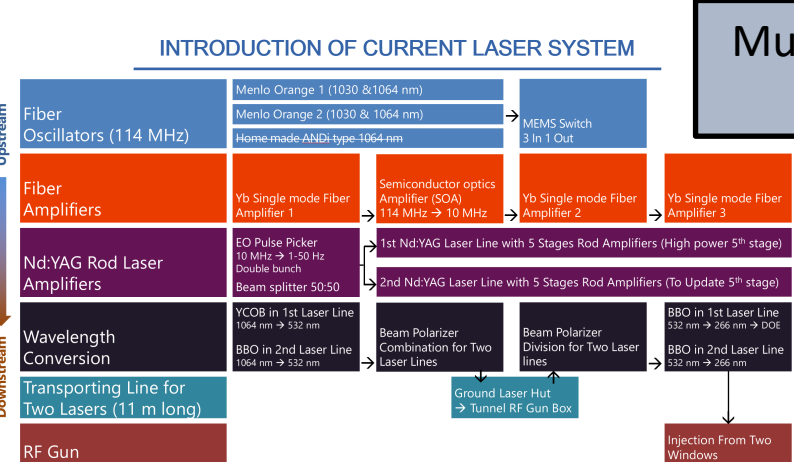 INTRODUCTION OF CURRENT LASER SYSTEM
Mu
Upstream
Downstream
Fiber
Oscillators (114 MHz)
Menlo Orange 1 (1030 &1064 nm)
Menlo Orange 2 (1030 & 1064 nm)
Home made ANDi type 1064 nm
→
MEMS Switch
3 In 1 Out
Fiber
Amplifiers
Yb Single mode Fiber
Amplifier 1
→
Semiconductor optics
Amplifier (SOA)
114 MHz → 10 MHz
→
Yb Single mode Fiber
Amplifier 2
→
Yb Single mode Fiber
Amplifier 3
Nd:YAG Rod Laser
Amplifiers
EO Pulse Picker
10 MHz → 1-50 Hz
Double bunch
Beam splitter 50:50
1st Nd:YAG Laser Line with 5 Stages Rod Amplifiers (High power 5th stage)
2nd Nd:YAG Laser Line with 5 Stages Rod Amplifiers (To Update 5th stage)
Wavelength
Conversion
YCOB in 1st Laser Line
1064 nm → 532 nm
BBO in 2nd Laser Line
1064 nm → 532 nm
→
Beam Polarizer
Combination for Two
Laser Lines
Beam Polarizer
Division for Two Laser
lines
→
BBO in 1st Laser Line
532 nm → 266 nm → DOE
BBO in 2nd Laser Line
532 nm → 266 nm
Transporting Line for
Two Lasers (11 m long)
Ground Laser Hut
→ Tunnel RF Gun Box
RF Gun
Injection From Two
Windows